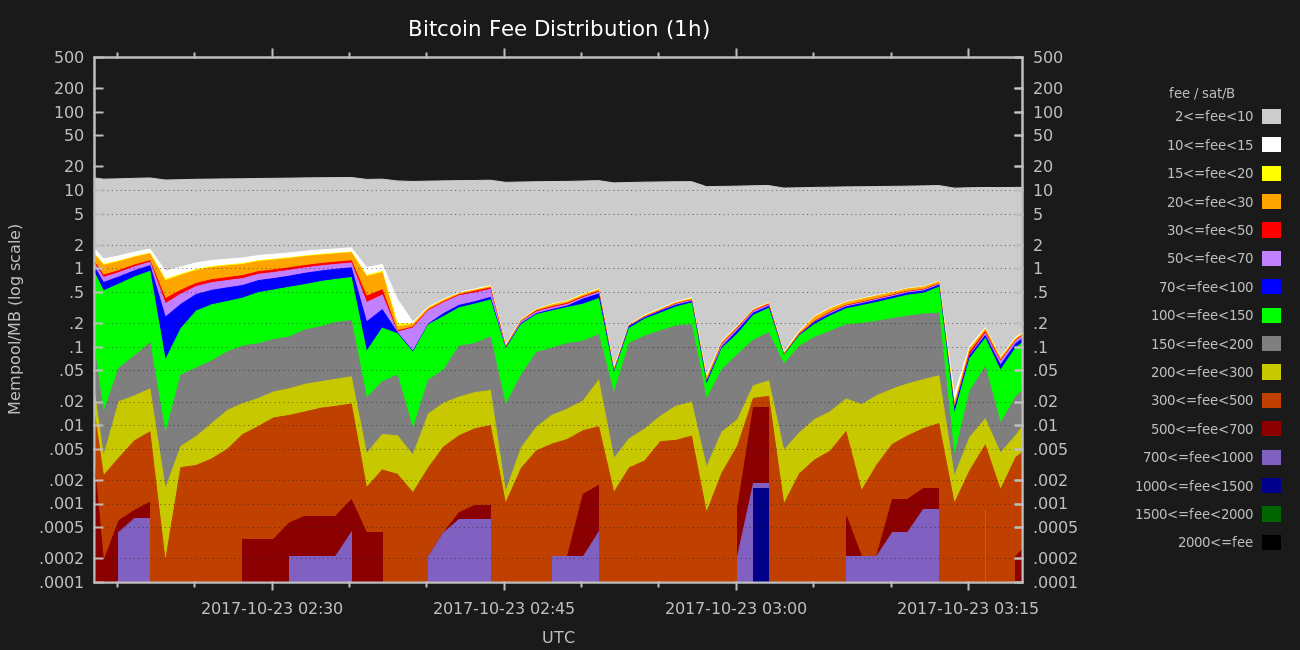 Bitcoin Fee Distribution (1h)
500 500
200 200
100 100
50 50
20 20
10 10
5 5
2 2
1 1
.5 .5
.2 .2
.1 .1
.05 .05
.02 .02
.01 .01
.005 .005
.002 .002
.001 .001
.0005 .0005
.0002 .0002
.0001 .0001
Mempool/MB (log scale)
2017-10-23 02:30 2017-10-23 02:45 2017-10-23 03:00 2017-10-23 03:15
UTC
fee / sat/B
2<=fee<10
10<=fee<15
15<=fee<20
20<=fee<30
30<=fee<50
50<=fee<70
70<=fee<100
100<=fee<150
150<=fee<200
200<=fee<300
300<=fee<500
500<=fee<700
700<=fee<1000
1000<=fee<1500
1500<=fee<2000
2000<=fee